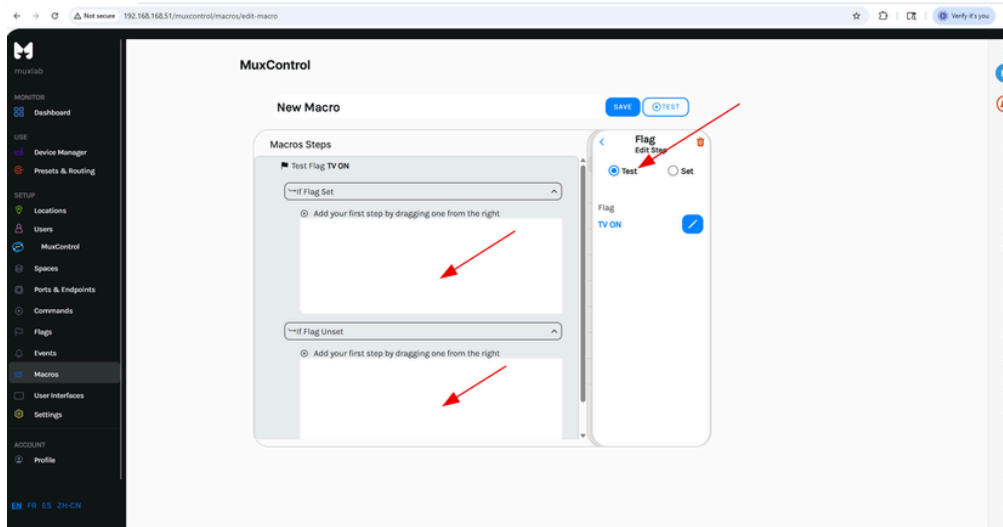 Not secure 192.168.168.51/muxcontrol/macros/edit-macro
Verify it's you
muxlab
MONITOR
Dashboard
USE
Device Manager
Presets & Routing
SETUP
Locations
Users
MuxControl
Spaces
Ports & Endpoints
Commands
Flags
Events
Macros
User Interfaces
Settings
ACCOUNT
Profile
EN FR ES ZH-CN
MuxControl
New Macro
SAVE
TEST
Macros Steps
Test Flag TV ON
If Flag Set
Add your first step by dragging one from the right
If Flag Unset
Add your first step by dragging one from the right
Flag
Edit Step
Test
Set
Flag
TV ON